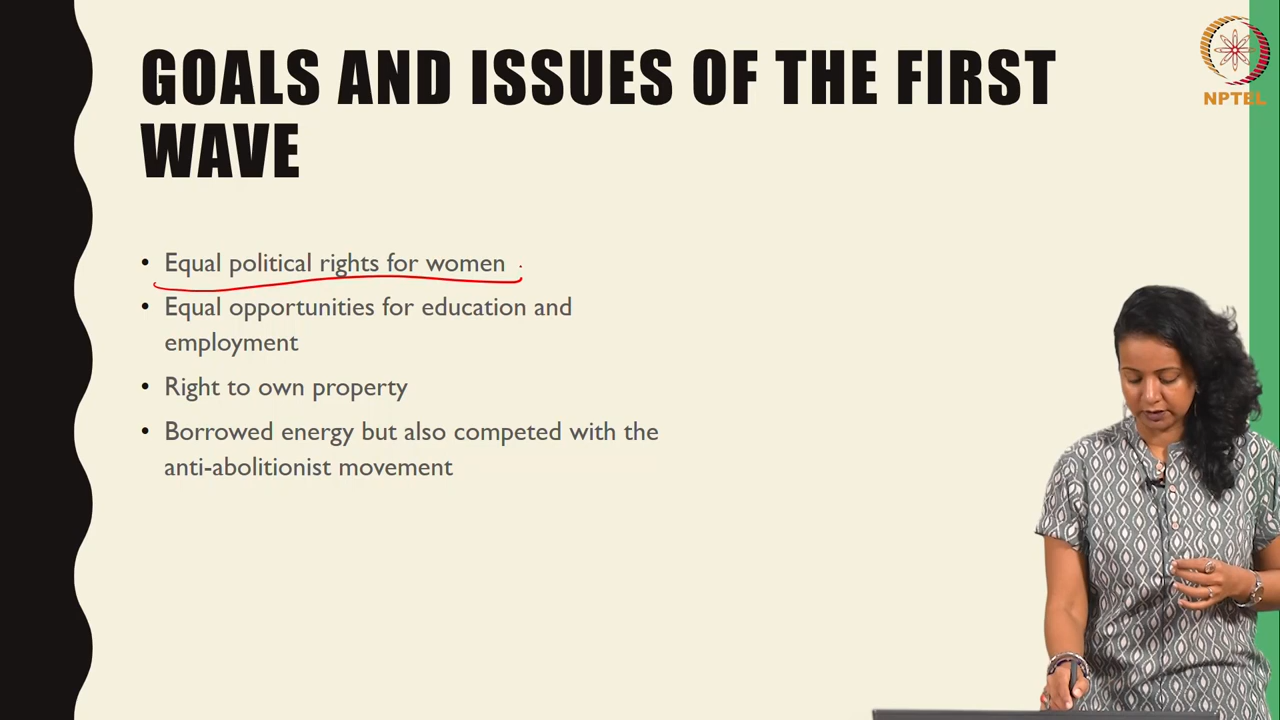 GOALS AND ISSUES OF THE FIRST
WAVE
• Equal political rights for women
• Equal opportunities for education and
employment
• Right to own property
• Borrowed energy but also competed with the
anti-abolitionist movement
NPTEL